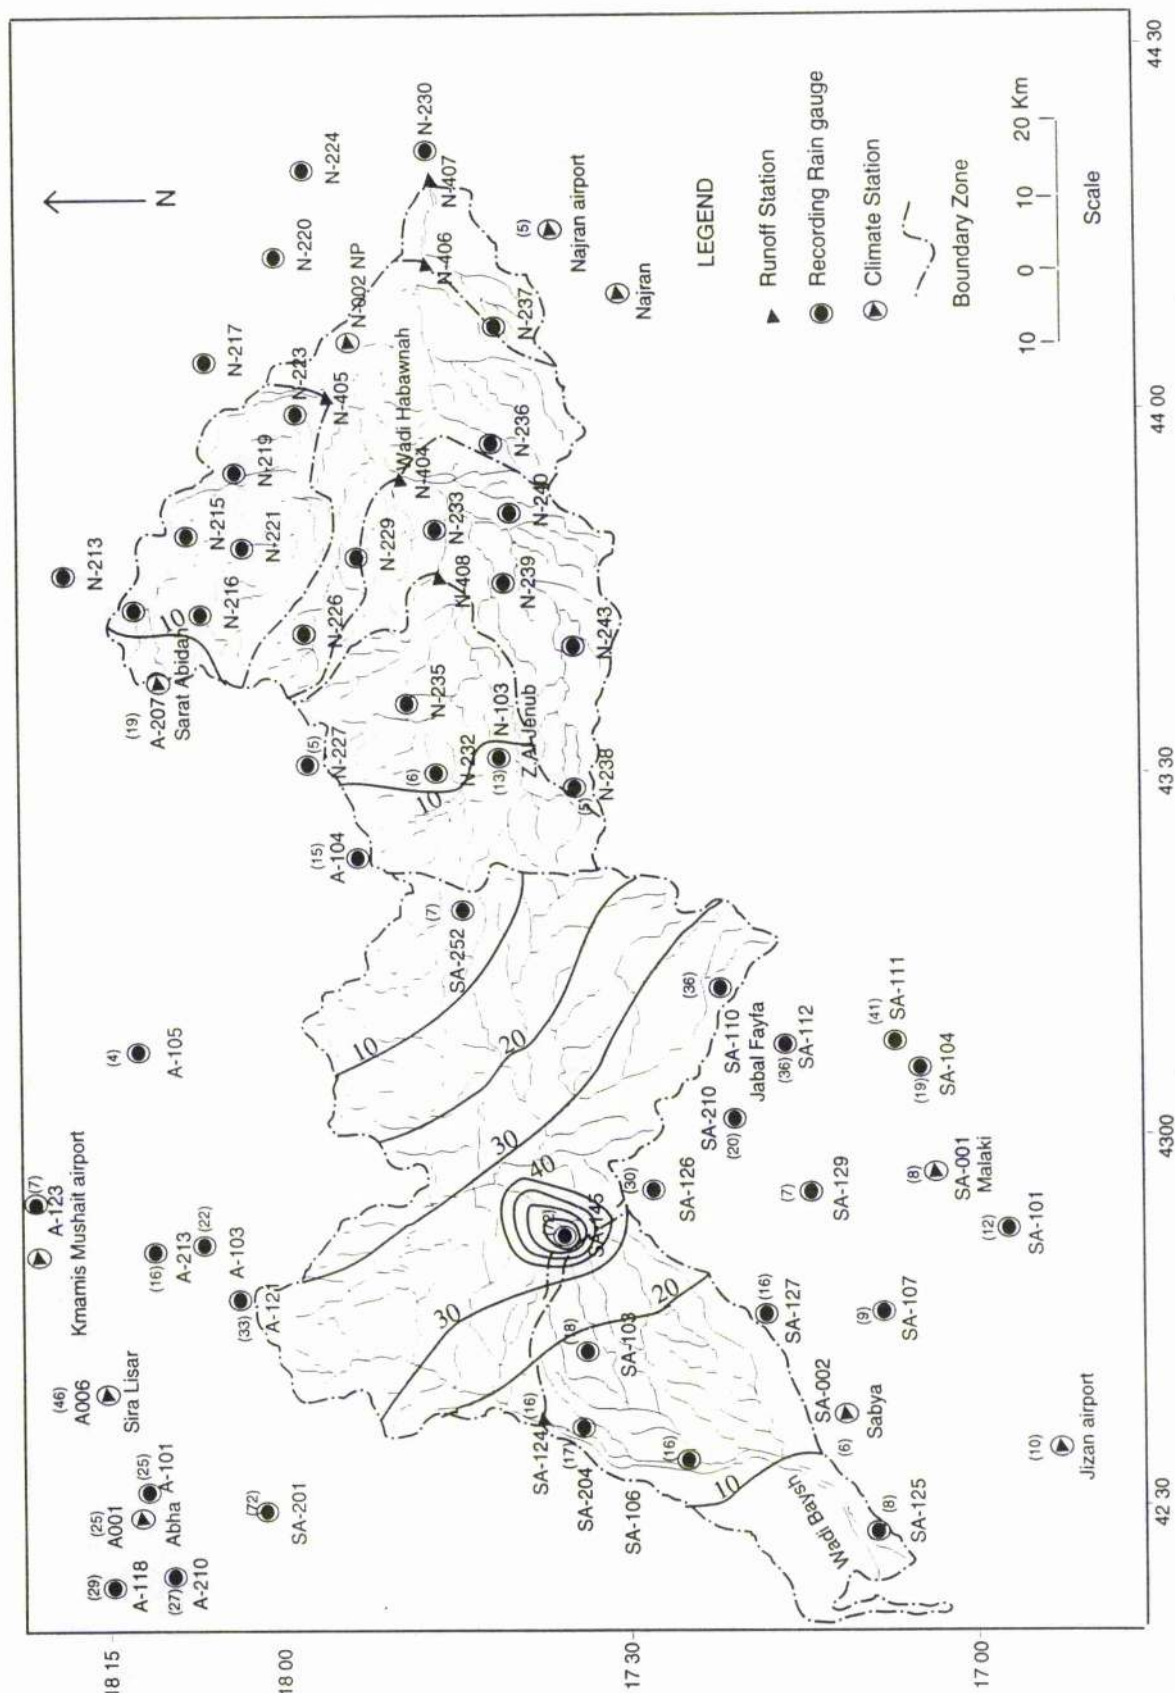 44 30
44 00
43 30
4300
42 30
18 15
18 00
17 30
17 00
N
LEGEND
Runoff Station
Recording Rain gauge
Climate Station
Boundary Zone
10 0 10 20 Km
Scale
N-224
N-230
N-220
N-407
(5)
Najran airport
N-002 NP
N-406
Najran
N-217
N-223
N-237
N-405
N-219
Wadi Habawnah
N-404
N-236
N-213
N-215
N-221
N-229
N-233
N-240
N-216
10
N-226
N-408
N-239
N-243
(19)
A-207
Sarat Abidah
N-235
(5)
N-227
(6)
N-232
N-103
(13)
Z.Al Jenub
10
(5)
N-238
(15)
A-104
(7)
SA-252
(4)
A-105
10
20
30
(36)
SA-110
Jabal Fayfa
(36)
SA-112
(41)
SA-111
(19)
SA-104
SA-210
(20)
(7)
A-123
Kmamis Mushait airport
(16)
A-213
(22)
A-103
(33)
A-121
40
(72)
SA-145
(30)
SA-126
(7)
SA-129
(8)
SA-001
Malaki
(12)
SA-101
30
20
(18)
SA-103
(16)
SA-127
(9)
SA-107
(46)
A006
Sira Lisar
(25)
A001
Abha
(25)
A-101
(29)
A-118
(27)
A-210
(72)
SA-201
(16)
SA-124
(17)
SA-204
(16)
SA-106
10
SA-002
Sabya
(6)
(10)
Jizan airport
Wadi Baysh
(8)
SA-125